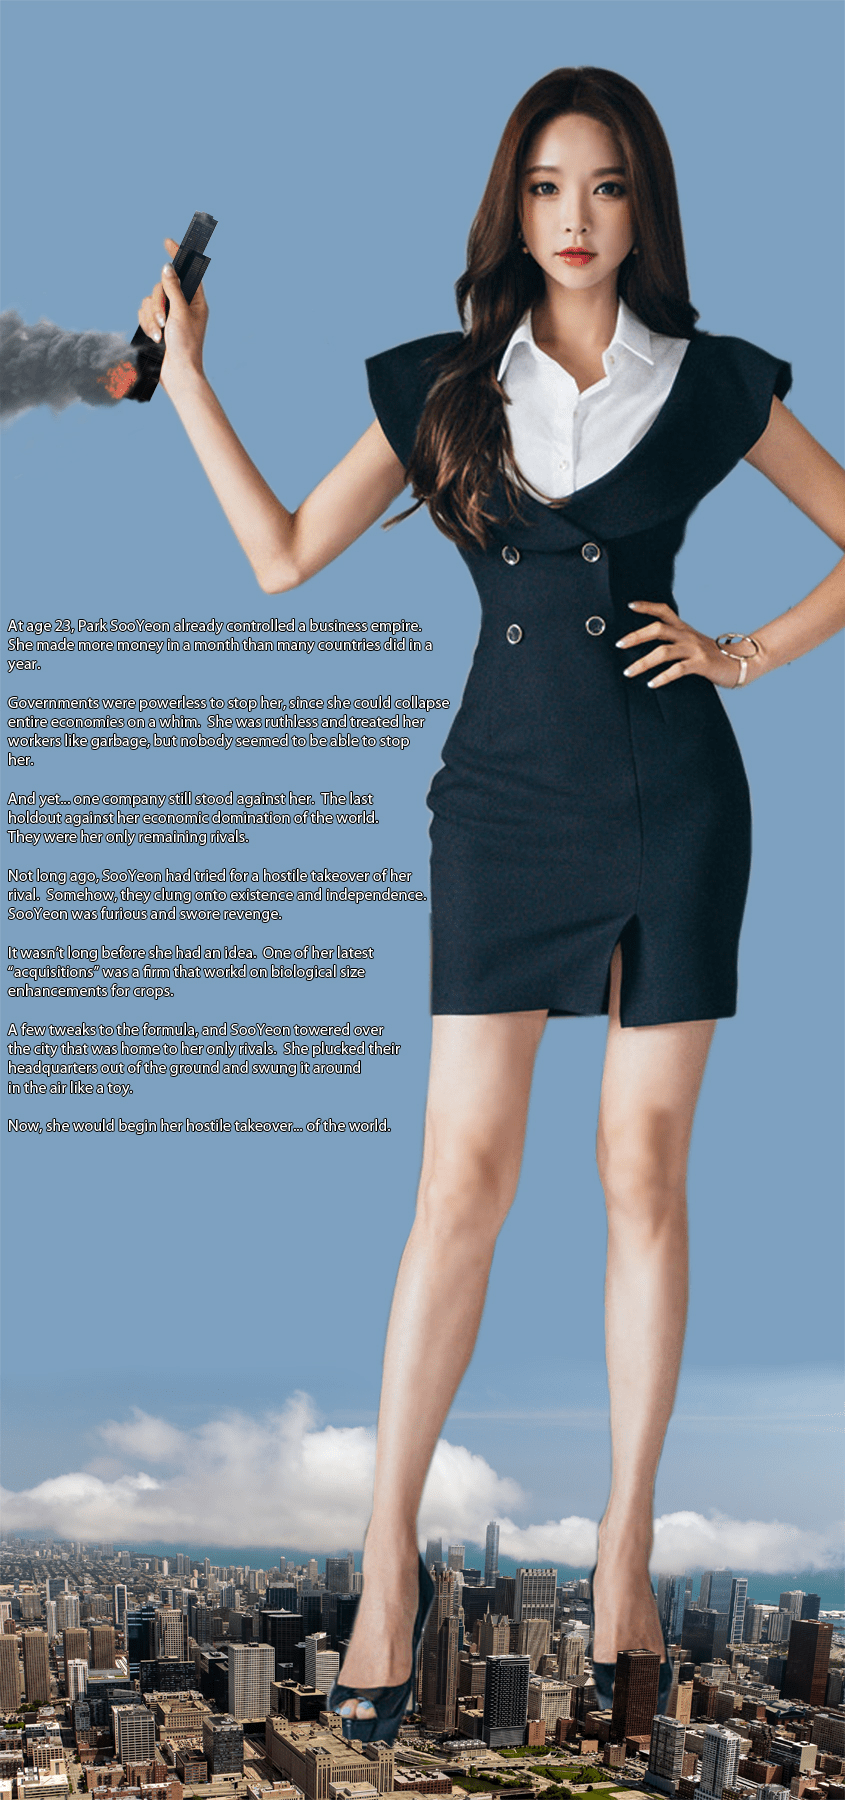 At age 23, Park SooYeon already controlled a business empire.
She made more money in a month than many countries did in a
year.
Governments were powerless to stop her, since she could collapse
entire economies on a whim.  She was ruthless and treated her
workers like garbage, but nobody seemed to be able to stop
her.
And yet... one company still stood against her.  The last
holdout against her economic domination of the world.
They were her only remaining rivals.
Not long ago, SooYeon had tried for a hostile takeover of her
rival.  Somehow, they clung onto existence and independence.
SooYeon was furious and swore revenge.
It wasn't long before she had an idea.  One of her latest
“acquisitions” was a firm that workd on biological size
enhancements for crops.
A few tweaks to the formula, and SooYeon towered over
the city that was home to her only rivals.  She plucked their
headquarters out of the ground and swung it around
in the air like a toy.
Now, she would begin her hostile takeover... of the world.